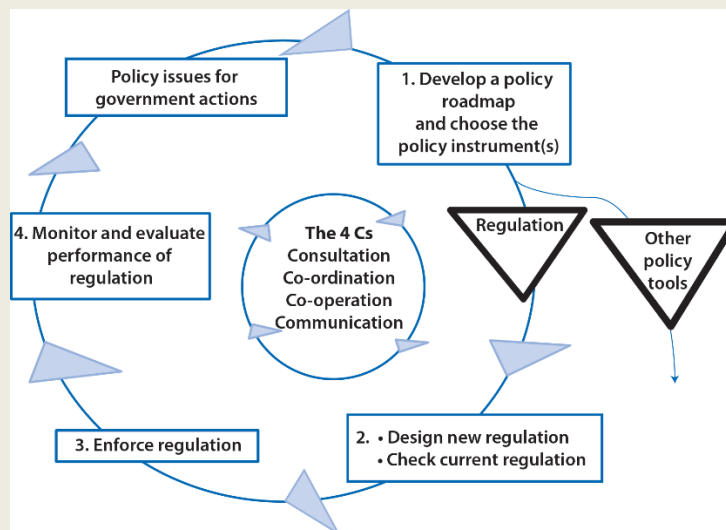 Policy issues for
government actions
1. Develop a policy
roadmap
and choose the
policy instrument(s)
Regulation
Other
policy
tools
2. • Design new regulation
• Check current regulation
3. Enforce regulation
4. Monitor and evaluate
performance of
regulation
The 4 Cs
Consultation
Co-ordination
Co-operation
Communication